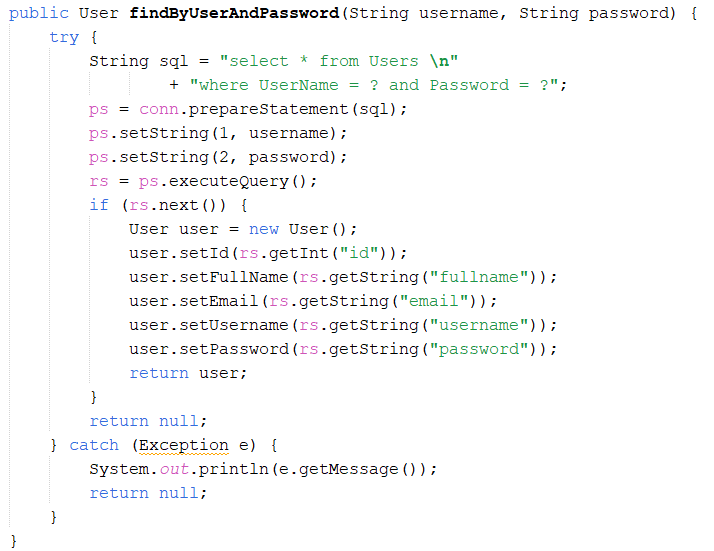 public User findByUserAndPassword(String username, String password) {
    try {
        String sql = "select * from Users \n"
                + "where UserName = ? and Password = ?";
        ps = conn.prepareStatement(sql);
        ps.setString(1, username);
        ps.setString(2, password);
        rs = ps.executeQuery();
        if (rs.next()) {
            User user = new User();
            user.setId(rs.getInt("id"));
            user.setFullName(rs.getString("fullname"));
            user.setEmail(rs.getString("email"));
            user.setUsername(rs.getString("username"));
            user.setPassword(rs.getString("password"));
            return user;
        }
        return null;
    } catch (Exception e) {
        System.out.println(e.getMessage());
        return null;
    }
}